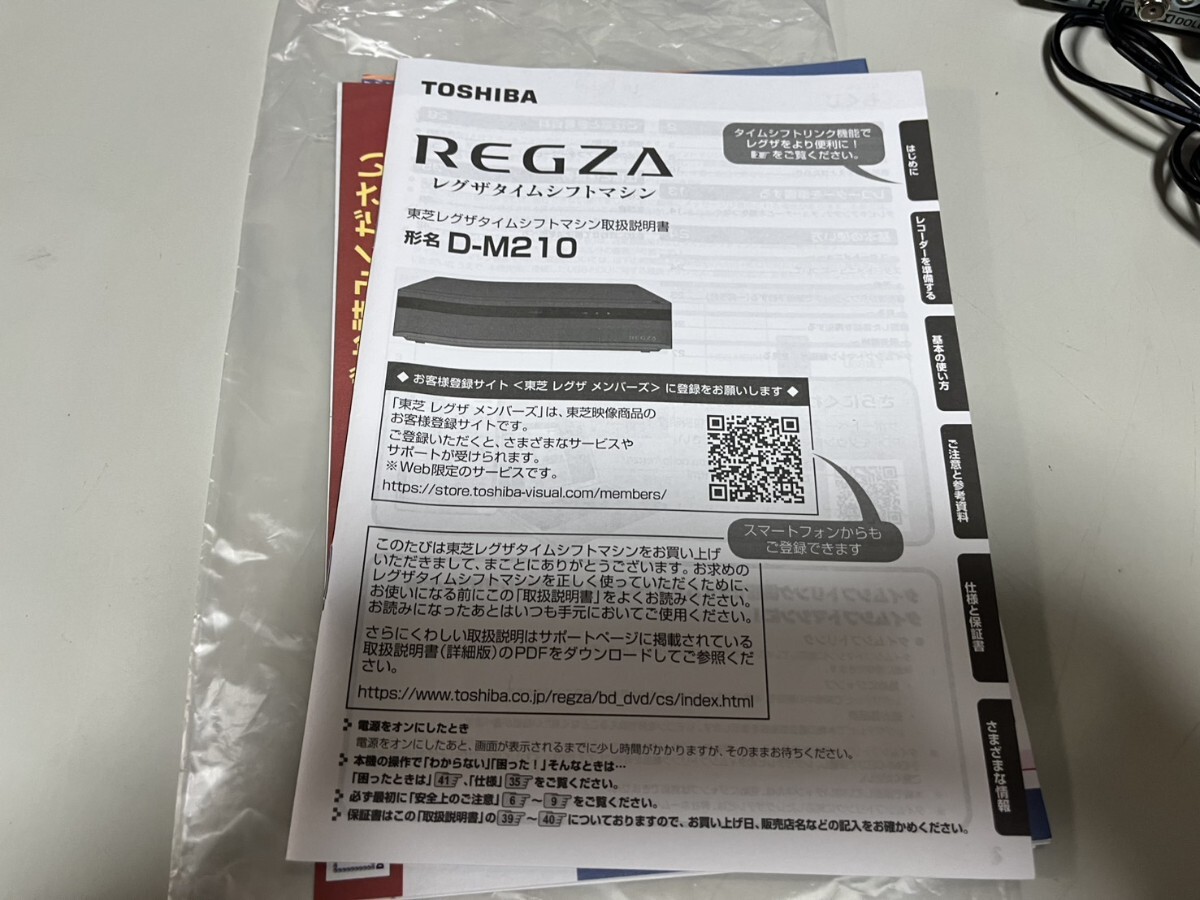 TOSHIBA
REGZA
レグザタイムシフトマシン
タイムシフトリンク機能で
レグザをより便利に！
☞をご覧ください。
東芝レグザタイムシフトマシン取扱説明書
形名 D-M210
REGZA
◆ お客様登録サイト＜東芝 レグザ メンバーズ＞に登録をお願いします ◆
「東芝 レグザ メンバーズ」は、東芝映像商品の
お客様登録サイトです。
ご登録いただくと、さまざまなサービスや
サポートが受けられます。
※Web限定のサービスです。
https://store.toshiba-visual.com/members/
スマートフォンからも
ご登録できます
このたびは東芝レグザタイムシフトマシンをお買い上げ
いただきまして、まことにありがとうございます。お求めの
レグザタイムシフトマシンを正しく使っていただくために、
お使いになる前にこの「取扱説明書」をよくお読みください。
お読みになったあとはいつも手元においてご使用ください。
さらにくわしい取扱説明はサポートページに掲載されている
取扱説明書（詳細版）のPDFをダウンロードしてご参照くだ
さい。
https://www.toshiba.co.jp/regza/bd_dvd/cs/index.html
電源をオンにしたとき
電源をオンにしたあと、画面が表示されるまでに少し時間がかかりますが、そのままお待ちください。
本機の操作で「わからない」「困った！」そんなときは…
「困ったときは」41☞、「仕様」35☞をご覧ください。
必ず最初に「安全上のご注意」6☞～9☞をご覧ください。
保証書はこの「取扱説明書」の39☞～40☞についておりますので、お買い上げ日、販売店名などの記入をお確かめください。
はじめに
レコーダーを準備する
基本の使い方
ご注意と参考資料
仕様と保証書
さまざまな情報